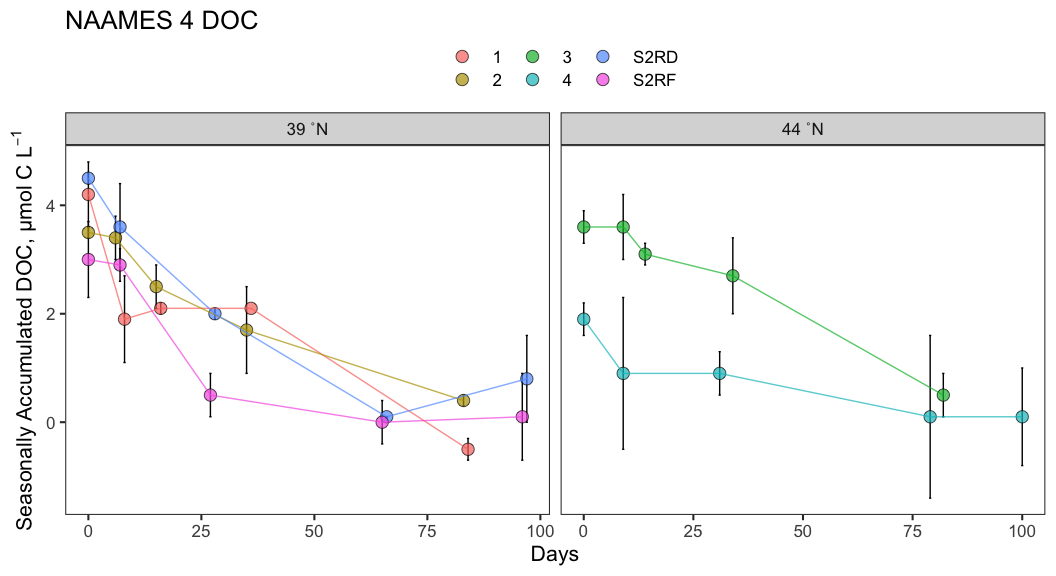 NAAMES 4 DOC
1 3 S2RD
2 4 S2RF
39 ˚N 44 ˚N
Seasonally Accumulated DOC, μmol C L⁻¹
4
2
0
0 25 50 75 100 0 25 50 75 100
Days